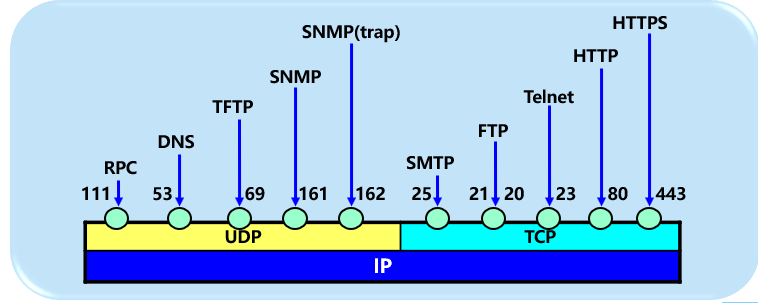 HTTPS
SNMP(trap)
HTTP
SNMP
Telnet
TFTP
FTP
DNS
SMTP
RPC
111 53 69 161 162 25 21 20 23 80 443
UDP TCP
IP